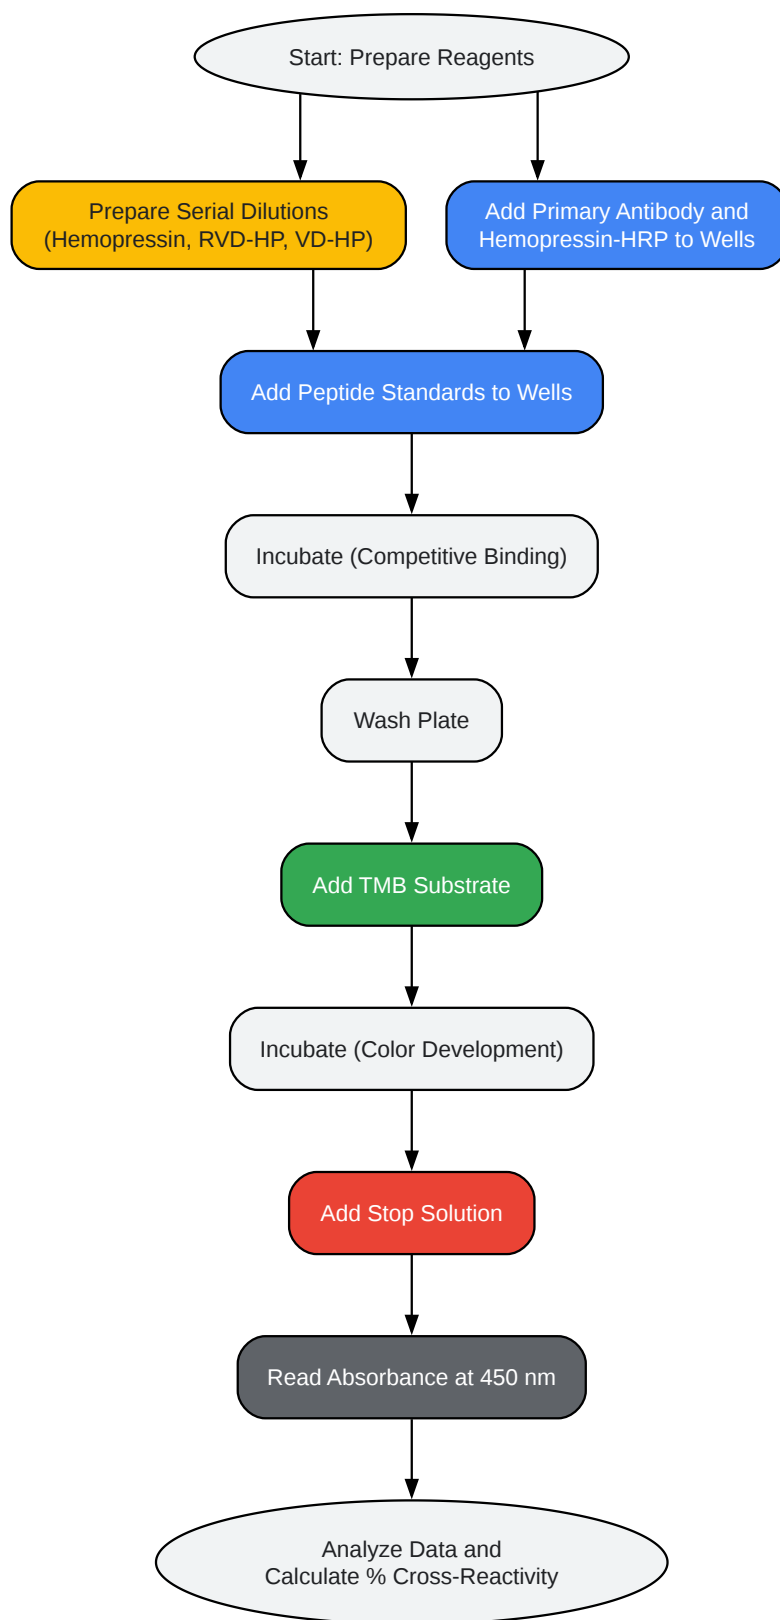 Start: Prepare Reagents
Prepare Serial Dilutions
(Hemopressin, RVD-HP, VD-HP)
Add Primary Antibody and
Hemopressin-HRP to Wells
Add Peptide Standards to Wells
Incubate (Competitive Binding)
Wash Plate
Add TMB Substrate
Incubate (Color Development)
Add Stop Solution
Read Absorbance at 450 nm
Analyze Data and
Calculate % Cross-Reactivity